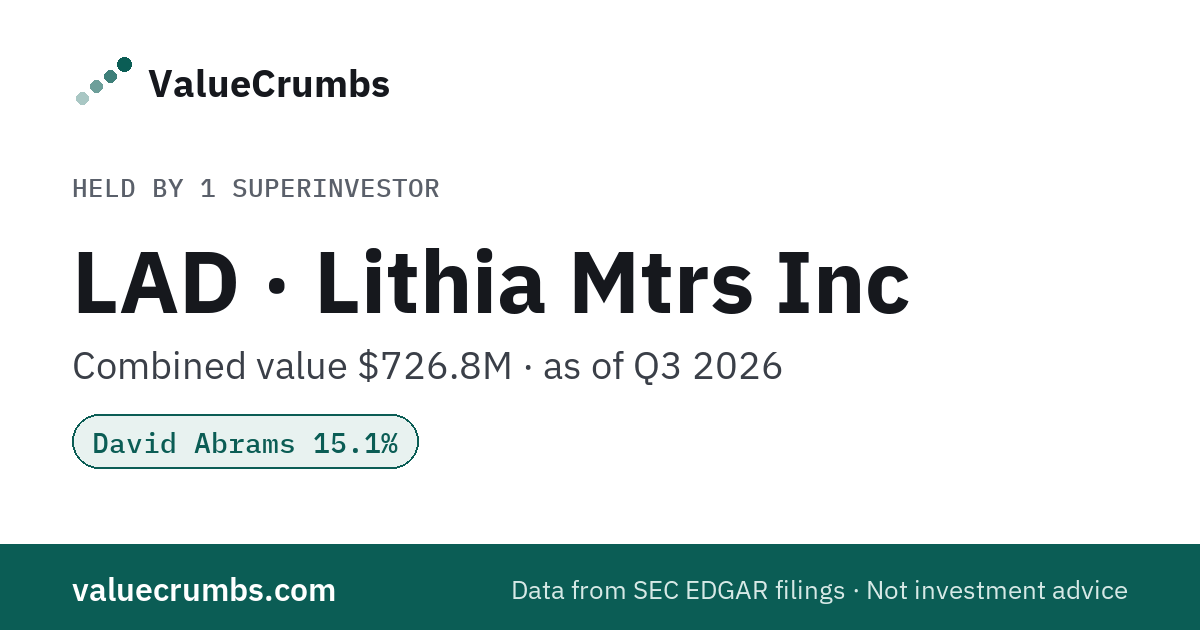 ValueCrumbs
HELD BY 1 SUPERINVESTOR
LAD · Lithia Mtrs Inc
Combined value $726.8M · as of Q3 2026
David Abrams 15.1%
valuecrumbs.com
Data from SEC EDGAR filings · Not investment advice